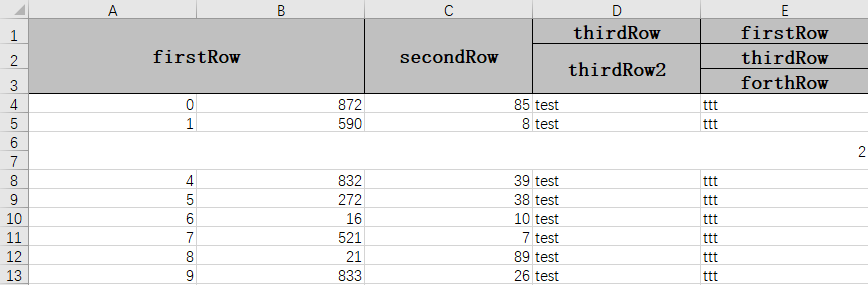 A B C D E
1 thirdRow firstRow
2 firstRow secondRow thirdRow2 thirdRow
3 forthRow
4 0 872 85 test ttt
5 1 590 8 test ttt
6
7 2
8 4 832 39 test ttt
9 5 272 38 test ttt
10 6 16 10 test ttt
11 7 521 7 test ttt
12 8 21 89 test ttt
13 9 833 26 test ttt